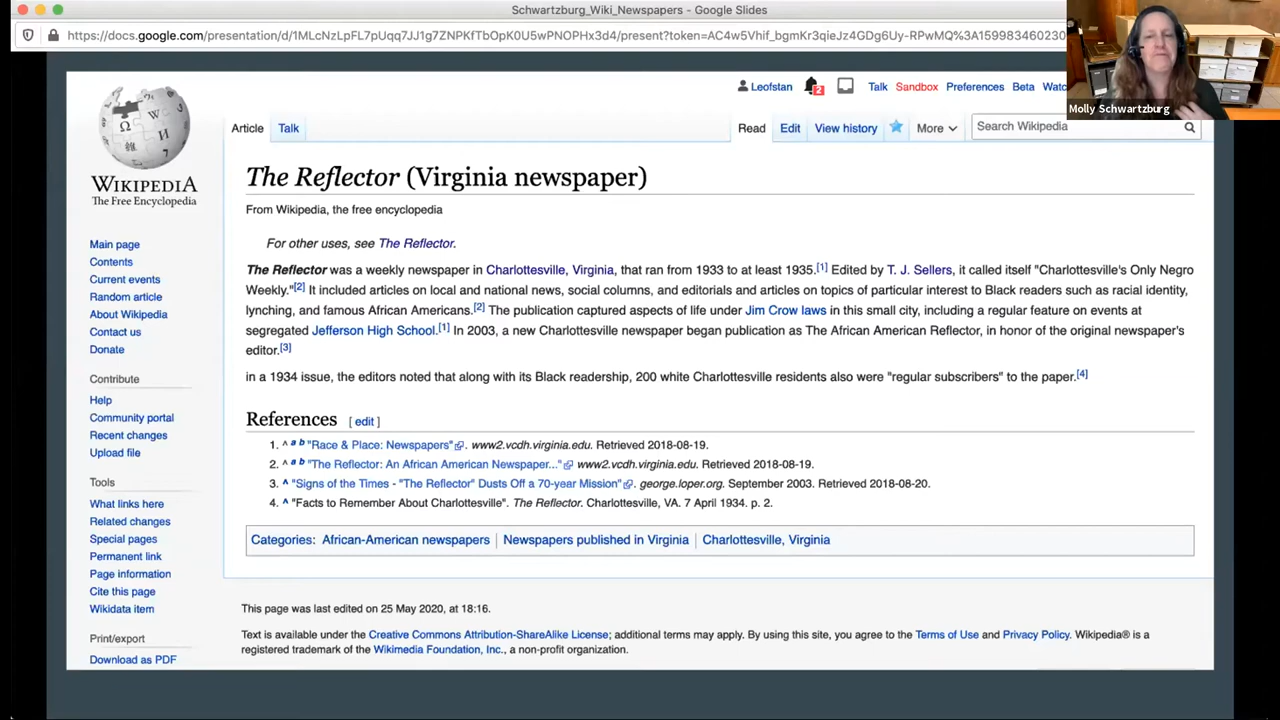 Schwartzburg_Wiki_Newspapers - Google Slides
https://docs.google.com/presentation/d/1MLcNzLpFL7pUqq7JJ1g7ZNPKfTbOpK0U5wPNOPHx3d4/present?token=AC4w5Vhif_bgmKr3qieJz4GDg6Uy-RPwMQ%3A159983460230
Molly Schwartzburg
Leofstan 2 Talk Sandbox Preferences Beta
Article Talk Read Edit View history More Search Wikipedia
WIKIPEDIA
The Free Encyclopedia
Main page
Contents
Current events
Random article
About Wikipedia
Contact us
Donate
Contribute
Help
Community portal
Recent changes
Upload file
Tools
What links here
Related changes
Special pages
Permanent link
Page information
Cite this page
Wikidata item
Print/export
Download as PDF
The Reflector (Virginia newspaper)
From Wikipedia, the free encyclopedia
For other uses, see The Reflector.
The Reflector was a weekly newspaper in Charlottesville, Virginia, that ran from 1933 to at least 1935.[1] Edited by T. J. Sellers, it called itself "Charlottesville's Only Negro
Weekly."[2] It included articles on local and national news, social columns, and editorials and articles on topics of particular interest to Black readers such as racial identity,
lynching, and famous African Americans.[2] The publication captured aspects of life under Jim Crow laws in this small city, including a regular feature on events at
segregated Jefferson High School.[1] In 2003, a new Charlottesville newspaper began publication as The African American Reflector, in honor of the original newspaper's
editor.[3]
in a 1934 issue, the editors noted that along with its Black readership, 200 white Charlottesville residents also were "regular subscribers" to the paper.[4]
References [ edit ]
1. ^ a b "Race & Place: Newspapers". www2.vcdh.virginia.edu. Retrieved 2018-08-19.
2. ^ a b "The Reflector: An African American Newspaper..." www2.vcdh.virginia.edu. Retrieved 2018-08-19.
3. ^ "Signs of the Times - "The Reflector" Dusts Off a 70-year Mission". george.loper.org. September 2003. Retrieved 2018-08-20.
4. ^ "Facts to Remember About Charlottesville". The Reflector. Charlottesville, VA. 7 April 1934. p. 2.
Categories: African-American newspapers | Newspapers published in Virginia | Charlottesville, Virginia
This page was last edited on 25 May 2020, at 18:16.
Text is available under the Creative Commons Attribution-ShareAlike License; additional terms may apply. By using this site, you agree to the Terms of Use and Privacy Policy. Wikipedia® is a
registered trademark of the Wikimedia Foundation, Inc., a non-profit organization.